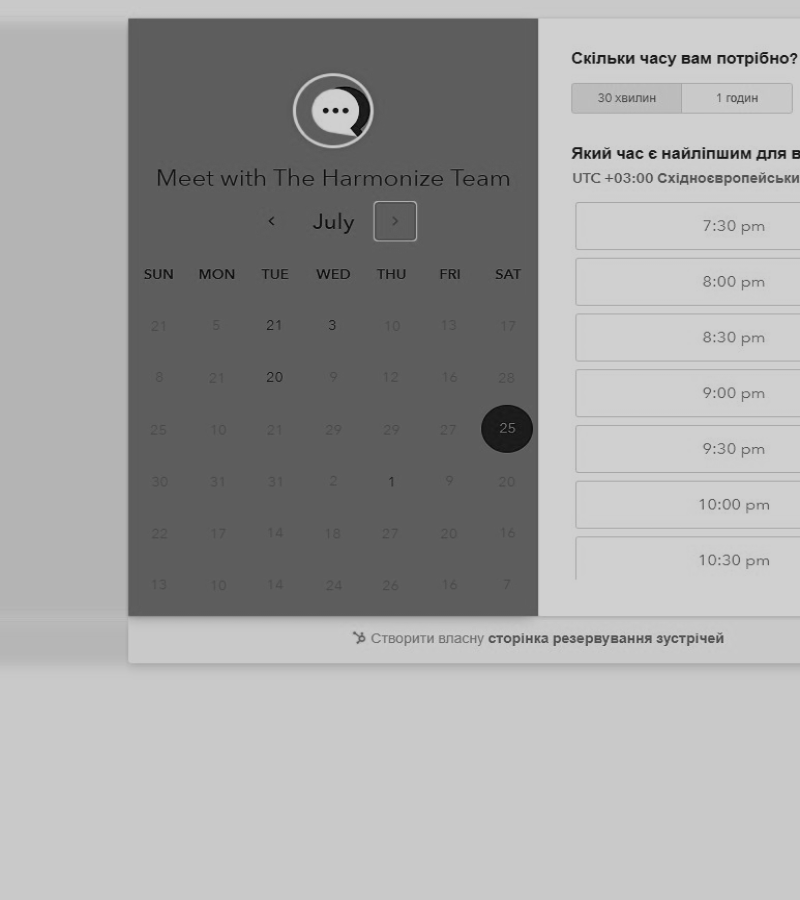 Meet with The Harmonize Team
July
SUN MON TUE WED THU FRI SAT
21 5 21 3 10 13 17
8 21 20 9 12 16 28
25 10 21 29 29 27 25
30 31 31 2 1 9 20
22 17 14 18 27 20 16
13 10 14 24 26 16 7
Скільки часу вам потрібно?
30 хвилин 1 годин
Який час є найліпшим для в
UTC +03:00 Східноєвропейськи
7:30 pm
8:00 pm
8:30 pm
9:00 pm
9:30 pm
10:00 pm
10:30 pm
Створити власну сторінка резервування зустрічей